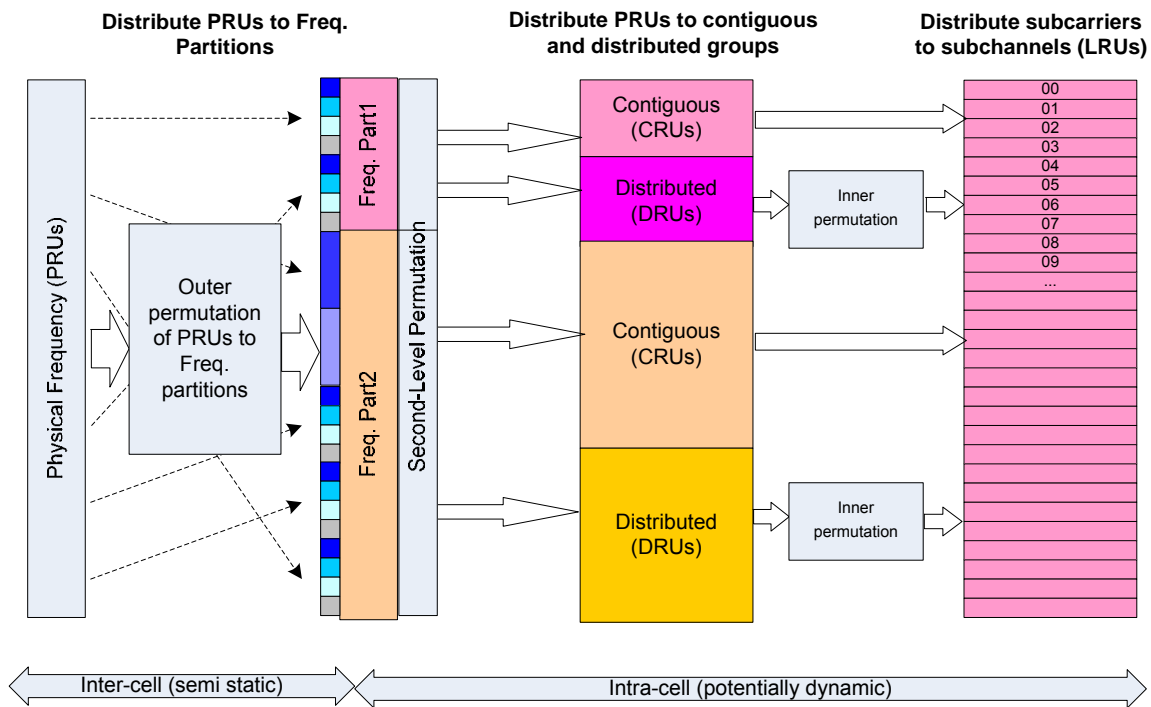 Distribute PRUs to Freq.
Partitions
Distribute PRUs to contiguous
and distributed groups
Distribute subcarriers
to subchannels (LRUs)
Physical Frequency (PRUs)
Outer
permutation
of PRUs to
Freq.
partitions
Freq. Part1
Freq. Part2
Second-Level Permutation
Contiguous
(CRUs)
Distributed
(DRUs)
Contiguous
(CRUs)
Distributed
(DRUs)
Inner
permutation
Inner
permutation
00
01
02
03
04
05
06
07
08
09
...
Inter-cell (semi static)
Intra-cell (potentially dynamic)